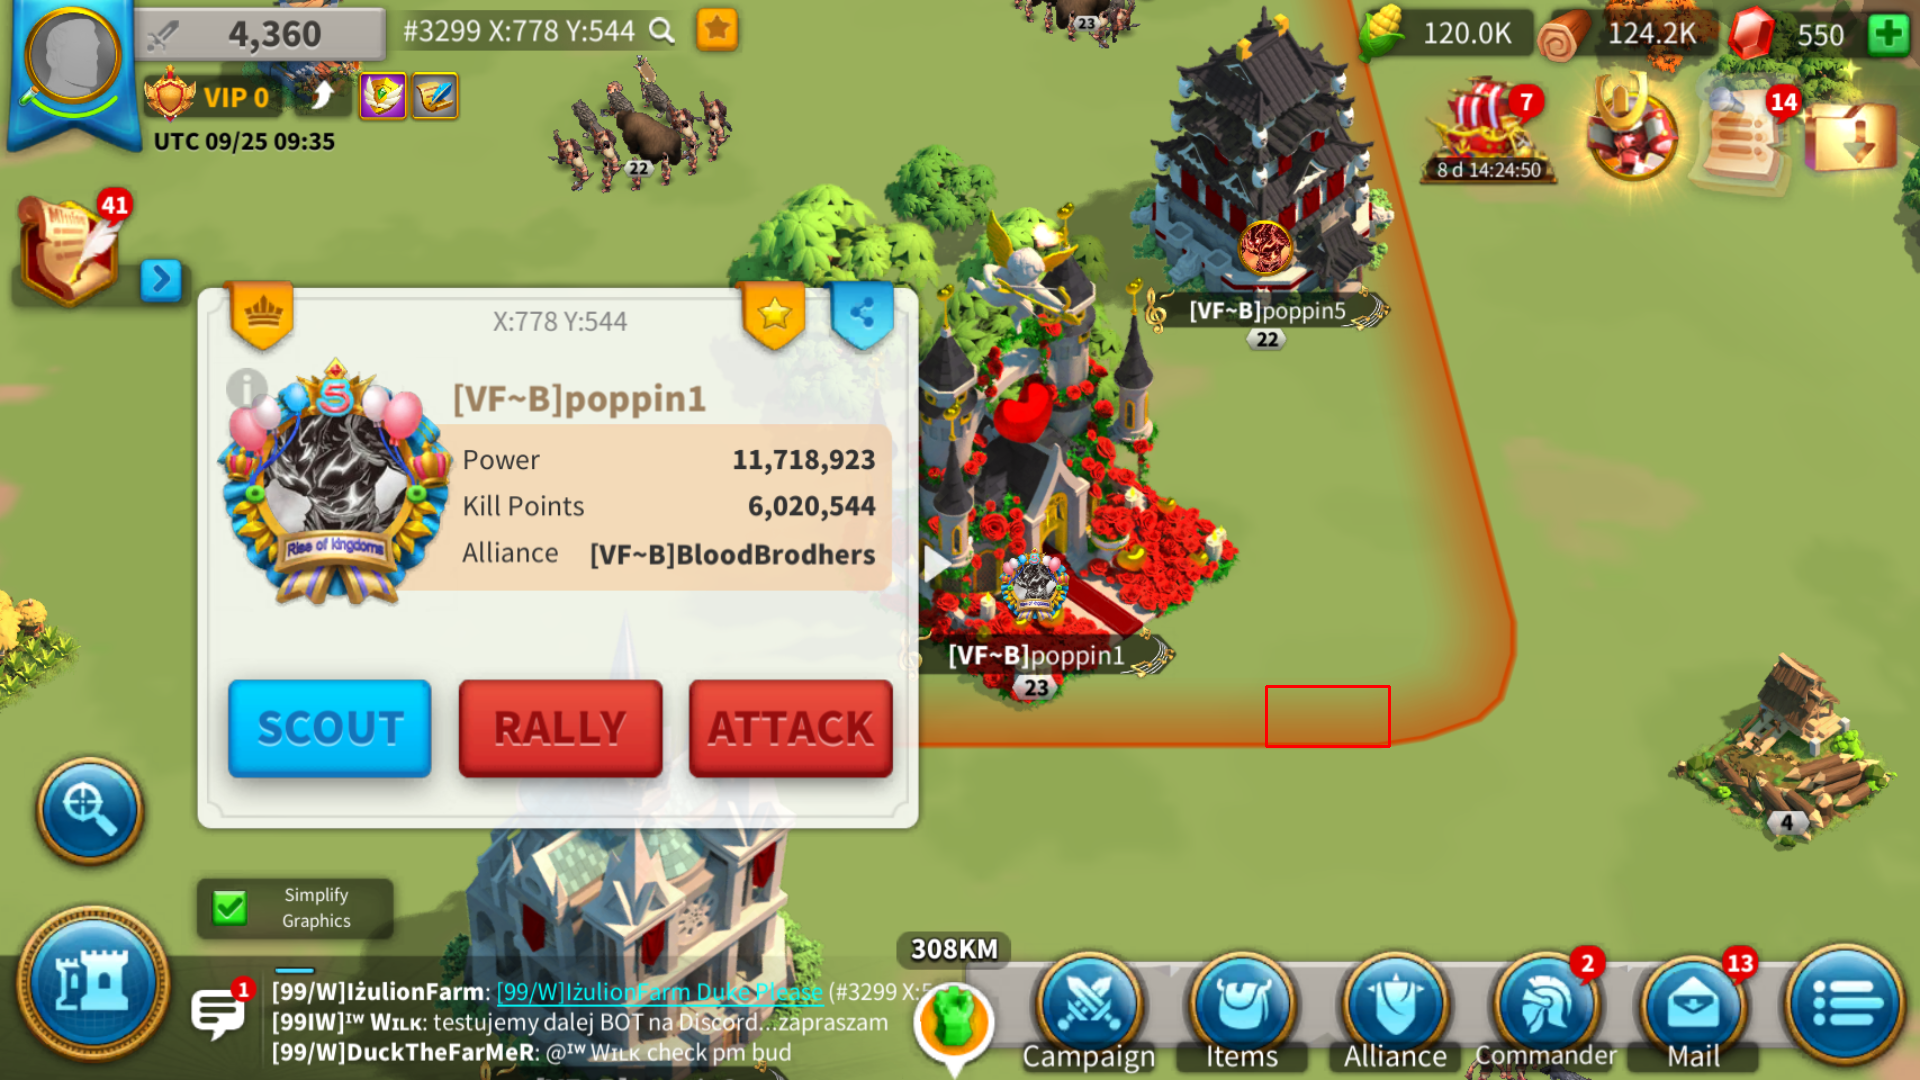 4,360
#3299 X:778 Y:544
120.0K
124.2K
550
VIP 0
UTC 09/25 09:35
23
22
7
8 d 14:24:50
14
Mission
41
X:778 Y:544
[VF~B]poppin5
22
5
Rise of kingdoms
[VF~B]poppin1
Power 11,718,923
Kill Points 6,020,544
Alliance [VF~B]BloodBrodhers
[VF~B]poppin1
23
SCOUT
RALLY
ATTACK
4
Simplify
Graphics
308KM
1
[99/W]IżulionFarm: [99/W]IżulionFarm Duke Please (#3299 X:5
[99IW]ᴵᵂ Wɪʟᴋ: testujemy dalej BOT na Discord...zapraszam
[99/W]DuckTheFarMeR: @ᴵᵂ Wɪʟᴋ check pm bud
Campaign
Items
Alliance
2
Commander
13
Mail